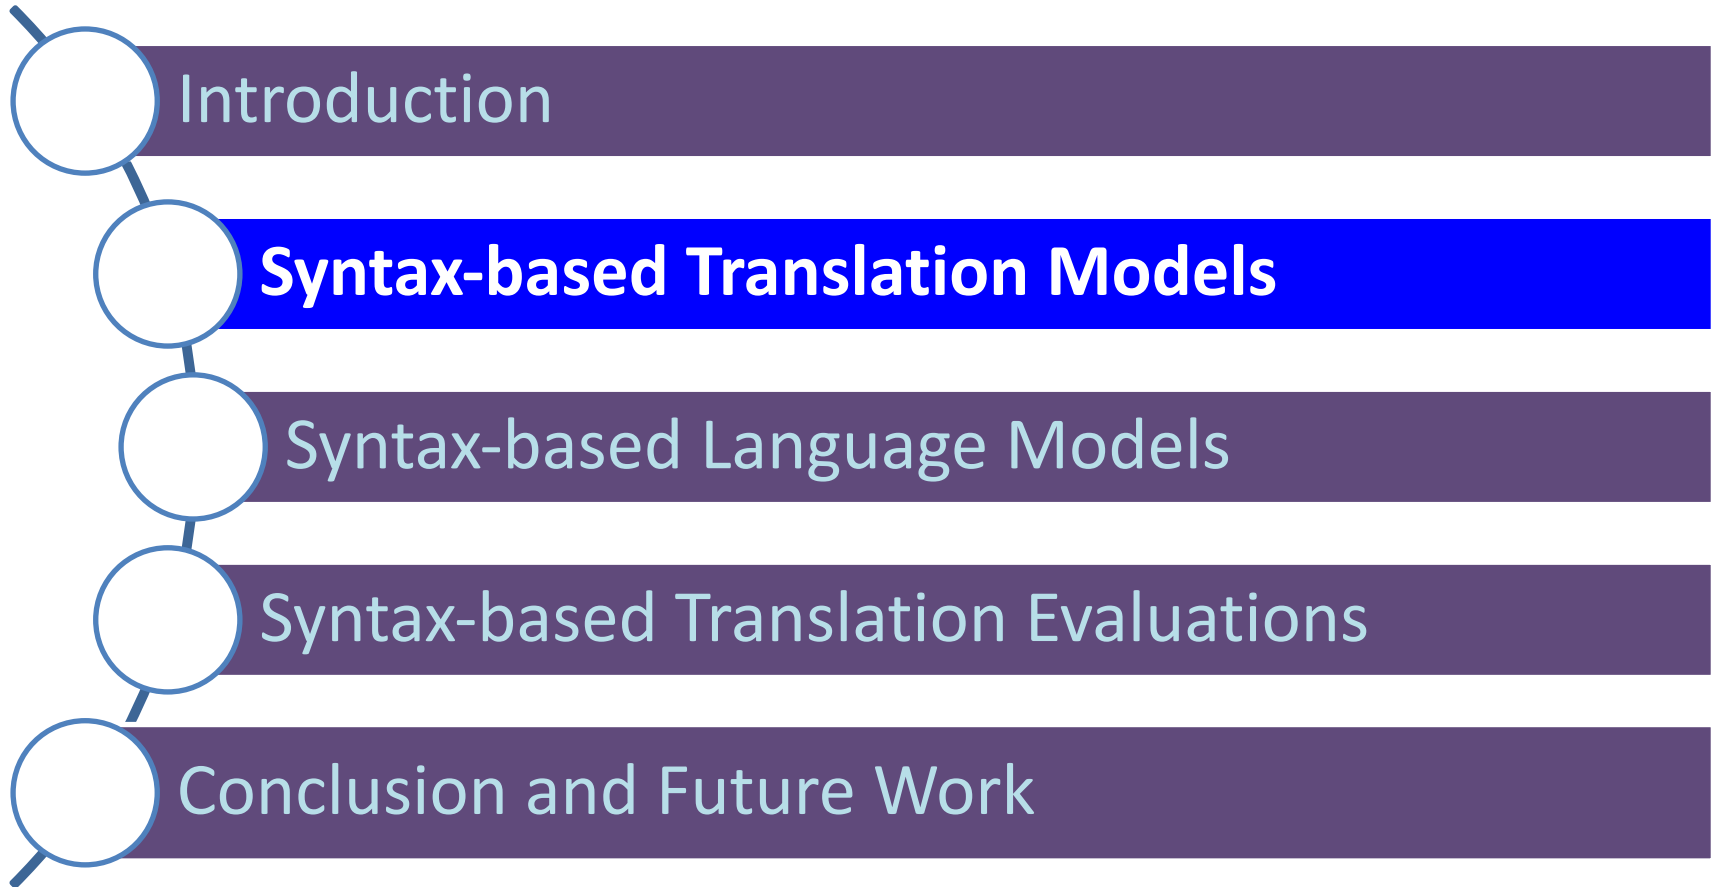 Introduction
Syntax-based Translation Models
Syntax-based Language Models
Syntax-based Translation Evaluations
Conclusion and Future Work